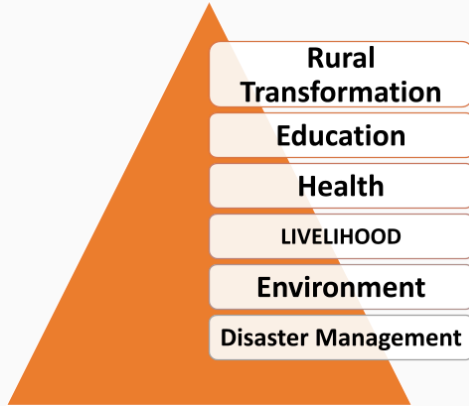 Rural
Transformation
Education
Health
LIVELIHOOD
Environment
Disaster Management